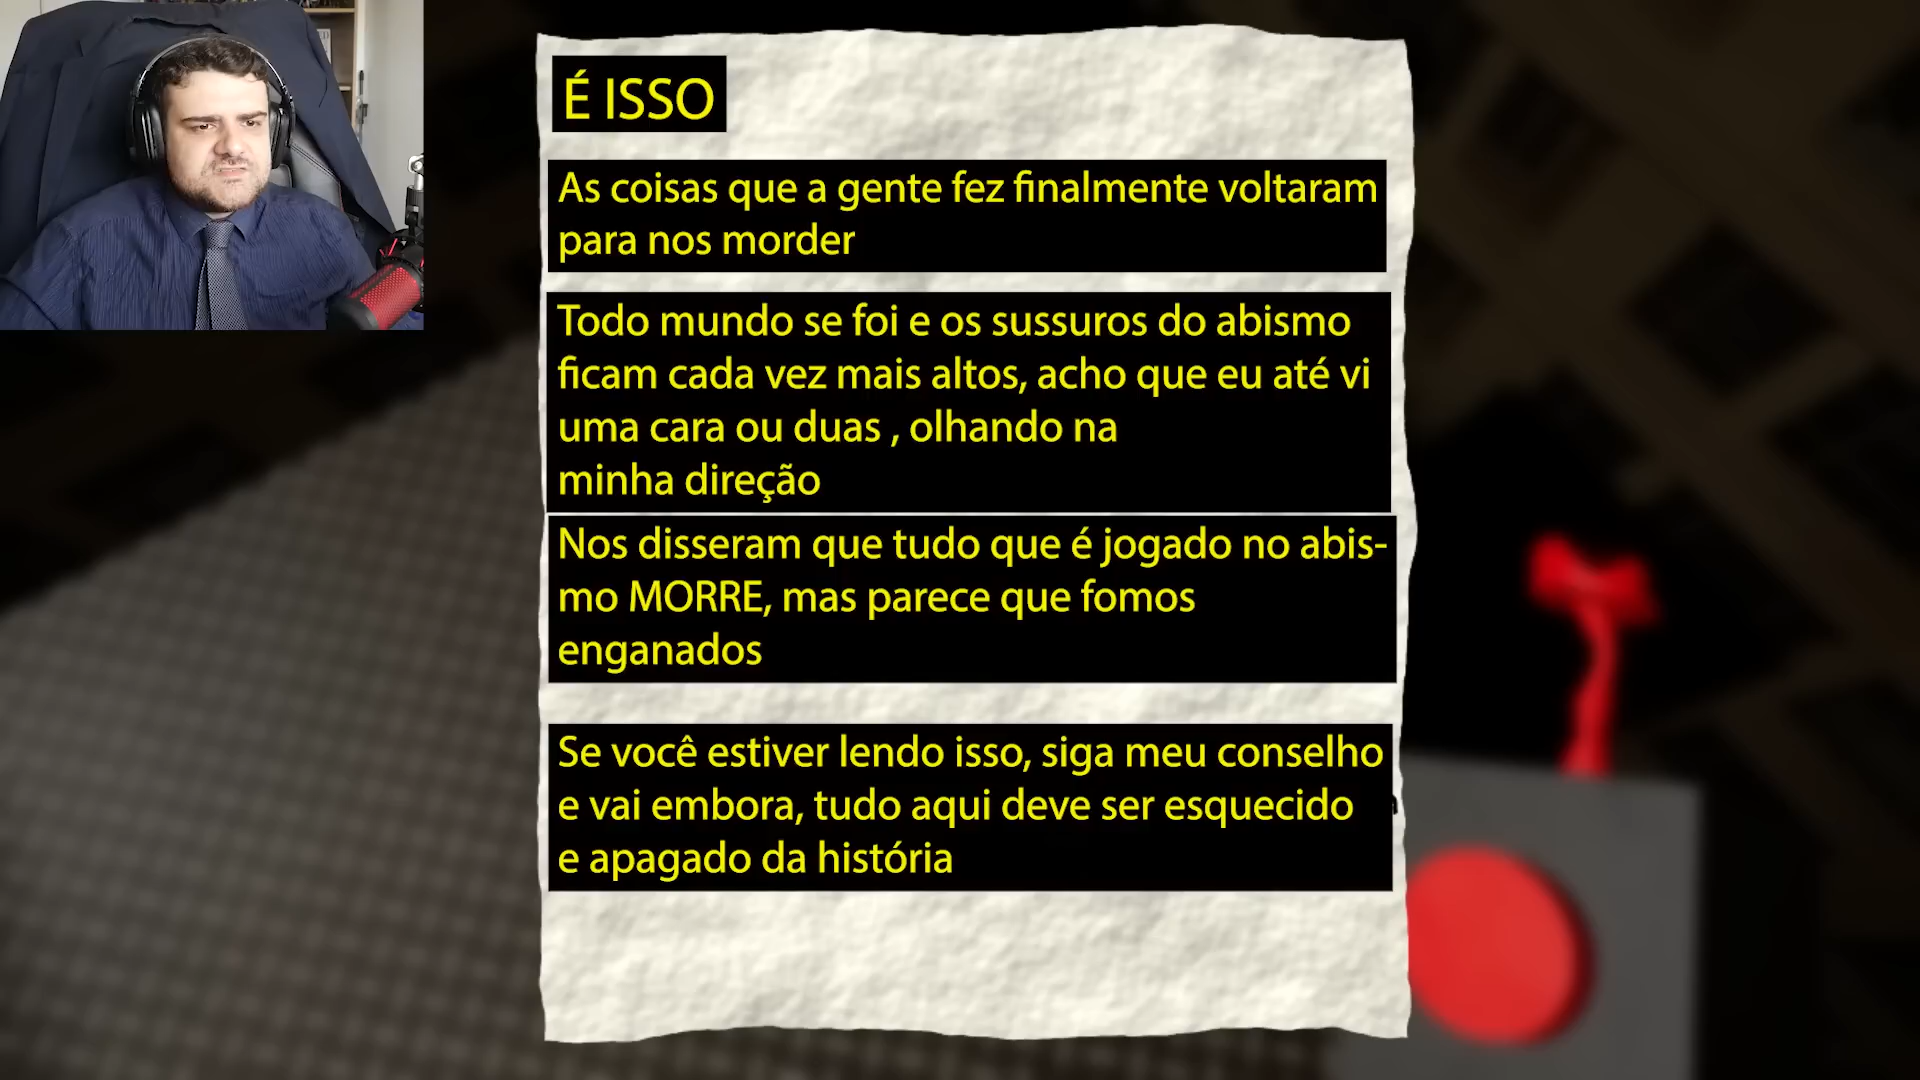 É ISSO
As coisas que a gente fez finalmente voltaram
para nos morder
Todo mundo se foi e os sussuros do abismo
ficam cada vez mais altos, acho que eu até vi
uma cara ou duas , olhando na
minha direção
Nos disseram que tudo que é jogado no abis-
mo MORRE, mas parece que fomos
enganados
Se você estiver lendo isso, siga meu conselho
e vai embora, tudo aqui deve ser esquecido
e apagado da história